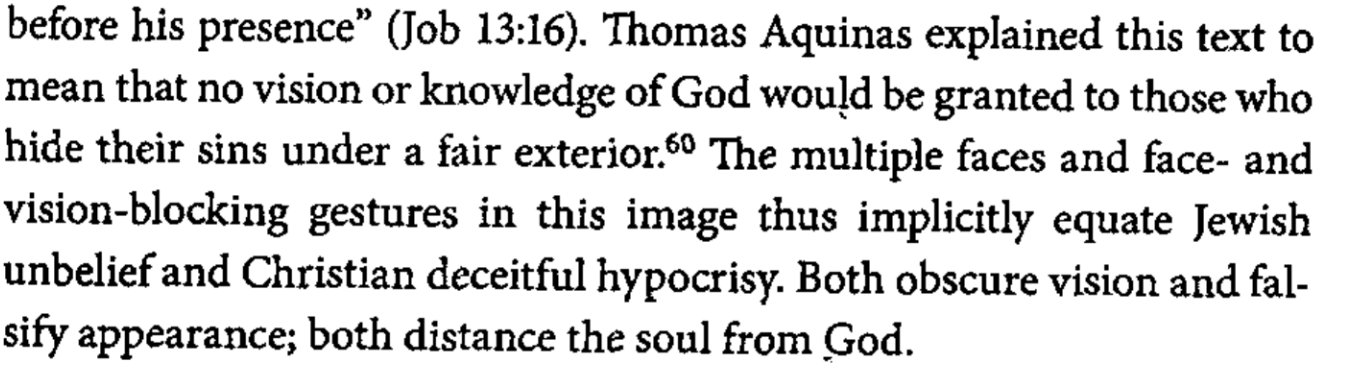 before his presence” (Job 13:16). Thomas Aquinas explained this text to
mean that no vision or knowledge of God would be granted to those who
hide their sins under a fair exterior.⁶⁰ The multiple faces and face- and
vision-blocking gestures in this image thus implicitly equate Jewish
unbelief and Christian deceitful hypocrisy. Both obscure vision and fal-
sify appearance; both distance the soul from God.